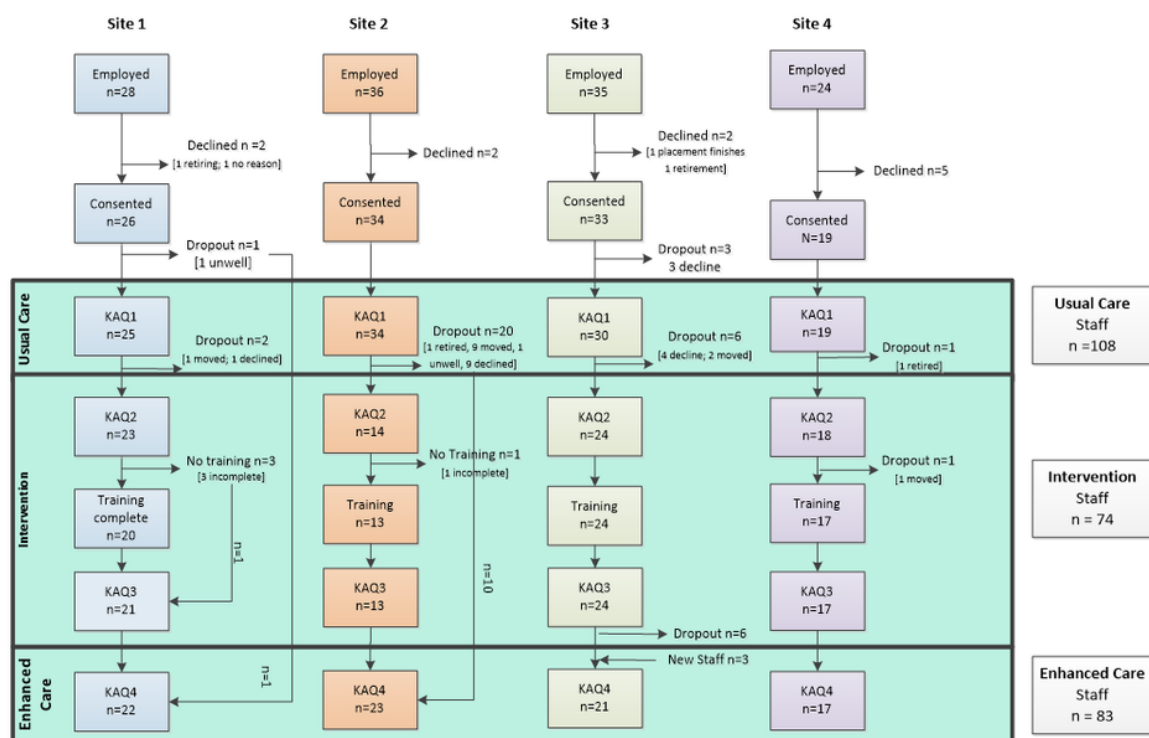 Site 1
Site 2
Site 3
Site 4
Employed
n=28
Employed
n=36
Employed
n=35
Employed
n=24
Declined n =2
[1 retiring; 1 no reason]
Declined n=2
Declined n=2
[1 placement finishes
1 retirement]
Declined n=5
Consented
n=26
Consented
n=34
Consented
n=33
Consented
N=19
Dropout n=1
[1 unwell]
Dropout n=3
3 decline
Usual Care
KAQ1
n=25
KAQ1
n=34
KAQ1
n=30
KAQ1
n=19
Usual Care
Staff
n =108
Dropout n=2
[1 moved; 1 declined]
Dropout n=20
[1 retired, 9 moved, 1
unwell, 9 declined]
Dropout n=6
[4 decline; 2 moved]
Dropout n=1
[1 retired]
Intervention
KAQ2
n=23
KAQ2
n=14
KAQ2
n=24
KAQ2
n=18
No training n=3
[3 incomplete]
No Training n=1
[1 incomplete]
Dropout n=1
[1 moved]
Intervention
Staff
n = 74
Training
complete
n=20
Training
n=13
Training
n=24
Training
n=17
n=1
n=10
KAQ3
n=21
KAQ3
n=13
KAQ3
n=24
KAQ3
n=17
Dropout n=6
New Staff n=3
Enhanced
Care
KAQ4
n=22
n=1
KAQ4
n=23
KAQ4
n=21
KAQ4
n=17
Enhanced Care
Staff
n = 83